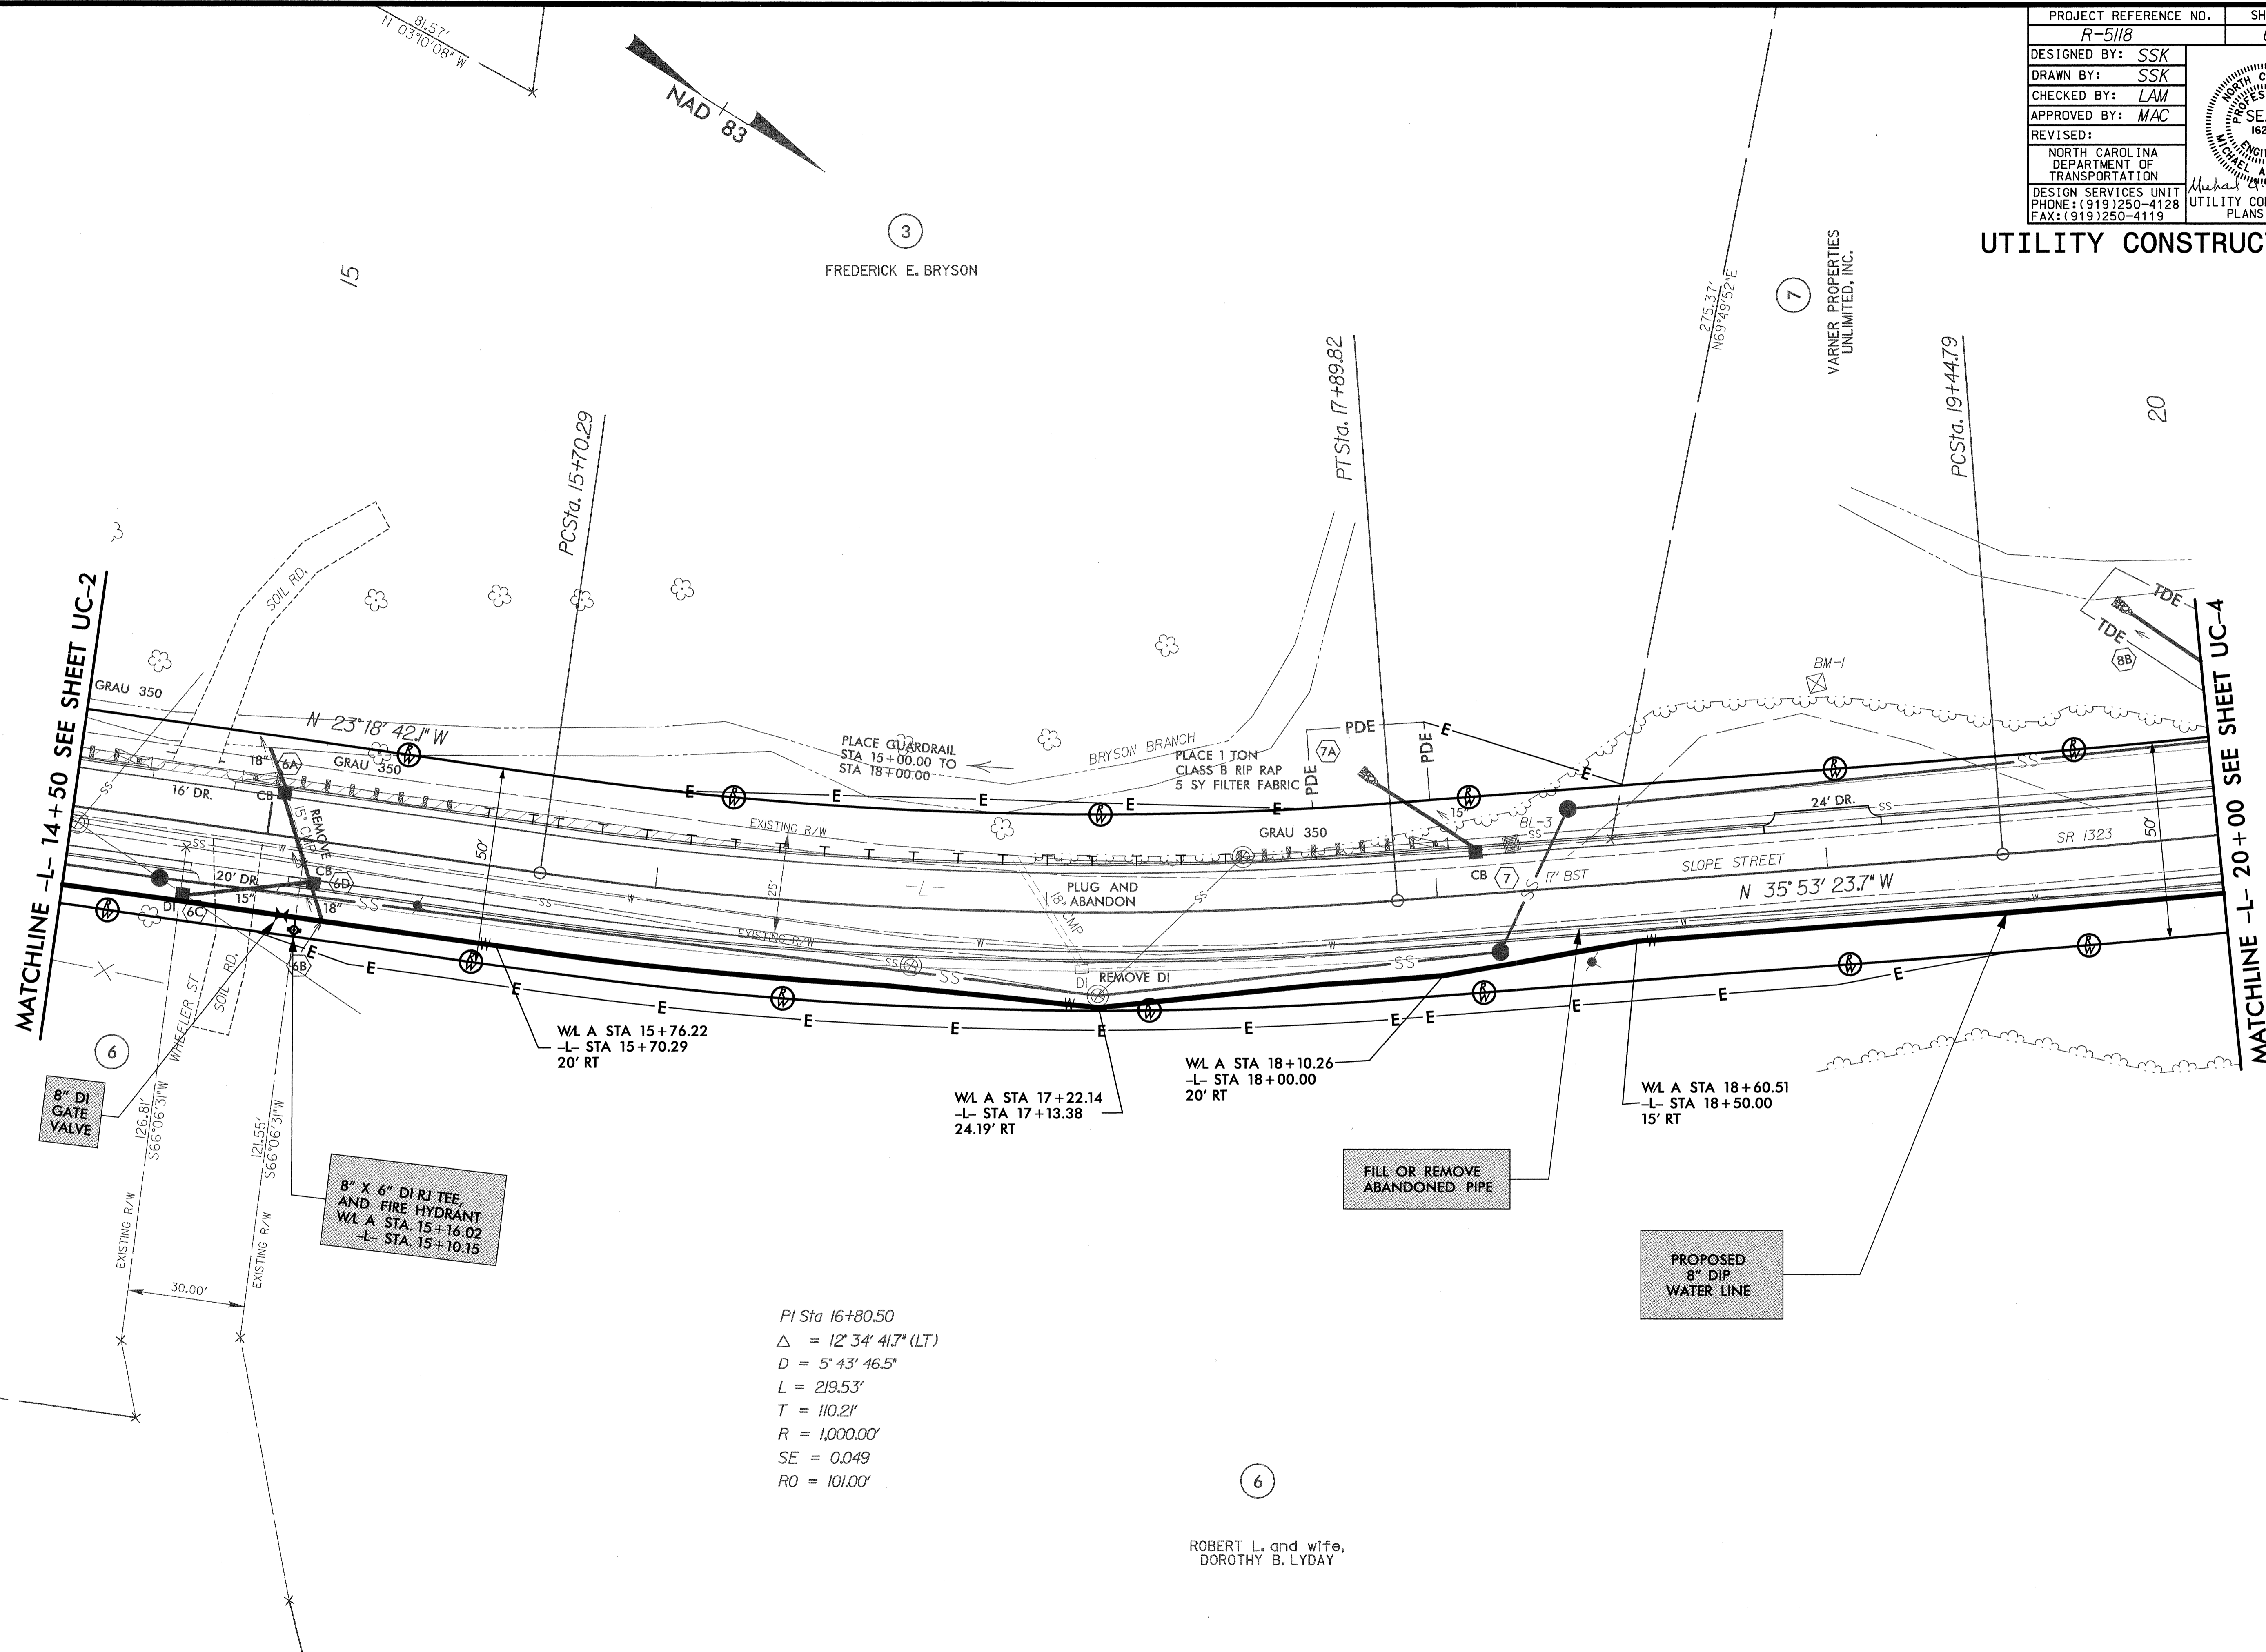 PROJECT REFERENCE NO.
R-5118
DESIGNED BY: SSK
DRAWN BY: SSK
CHECKED BY: LAM
APPROVED BY: MAC
REVISED:
NORTH CAROLINA
DEPARTMENT OF
TRANSPORTATION
DESIGN SERVICES UNIT
PHONE:(919)250-4128
FAX:(919)250-4119
PLANS
81.57'
N 03°10'08" W
NAD 83
3
FREDERICK E. BRYSON
15
275.37'
N69°49'52"E
7
VARNER PROPERTIES
UNLIMITED, INC.
20
PCSta. 15+70.29
PTSta. 17+89.82
PCSta. 19+44.79
MATCHLINE -L- 14+50 SEE SHEET UC-2
MATCHLINE -L- 20+00 SEE SHEET UC-4
SOIL RD.
GRAU 350
N 23°18' 42.1" W
GRAU 350
18"
6A
16' DR.
CB
REMOVE
15" CMP
CB
6D
20' DR.
15"
DI
6C
18"
6B
SS
SS
SS
SS
50'
PLACE GUARDRAIL
STA 15+00.00 TO
STA 18+00.00
BRYSON BRANCH
PLACE 1 TON
CLASS B RIP RAP
5 SY FILTER FABRIC
PDE
PDE
PDE
7A
E
E
E
E
E
E
E
EXISTING R/W
25'
EXISTING R/W
-L-
GRAU 350
PLUG AND
ABANDON
18" CMP
DI
REMOVE DI
15"
BL-3
CB
7
17' BST
SLOPE STREET
SR 1323
N 35° 53' 23.7" W
24' DR.
50'
BM-1
TDE
TDE
8B
WHEELER ST
SOIL RD.
6
8" DI
GATE
VALVE
126.81'
S66°06'31"W
121.55'
S66°06'31"W
EXISTING R/W
EXISTING R/W
30.00'
8" X 6" DI RJ TEE,
AND FIRE HYDRANT
W/L A STA. 15+16.02
-L- STA. 15+10.15
W/L A STA 15+76.22
-L- STA 15+70.29
20' RT
W/L A STA 17+22.14
-L- STA 17+13.38
24.19' RT
W/L A STA 18+10.26
-L- STA 18+00.00
20' RT
W/L A STA 18+60.51
-L- STA 18+50.00
15' RT
FILL OR REMOVE
ABANDONED PIPE
PROPOSED
8" DIP
WATER LINE
PI Sta 16+80.50
Δ = 12° 34' 41.7" (LT)
D = 5° 43' 46.5"
L = 219.53'
T = 110.21'
R = 1,000.00'
SE = 0.049
RO = 101.00'
6
ROBERT L. and wife,
DOROTHY B. LYDAY